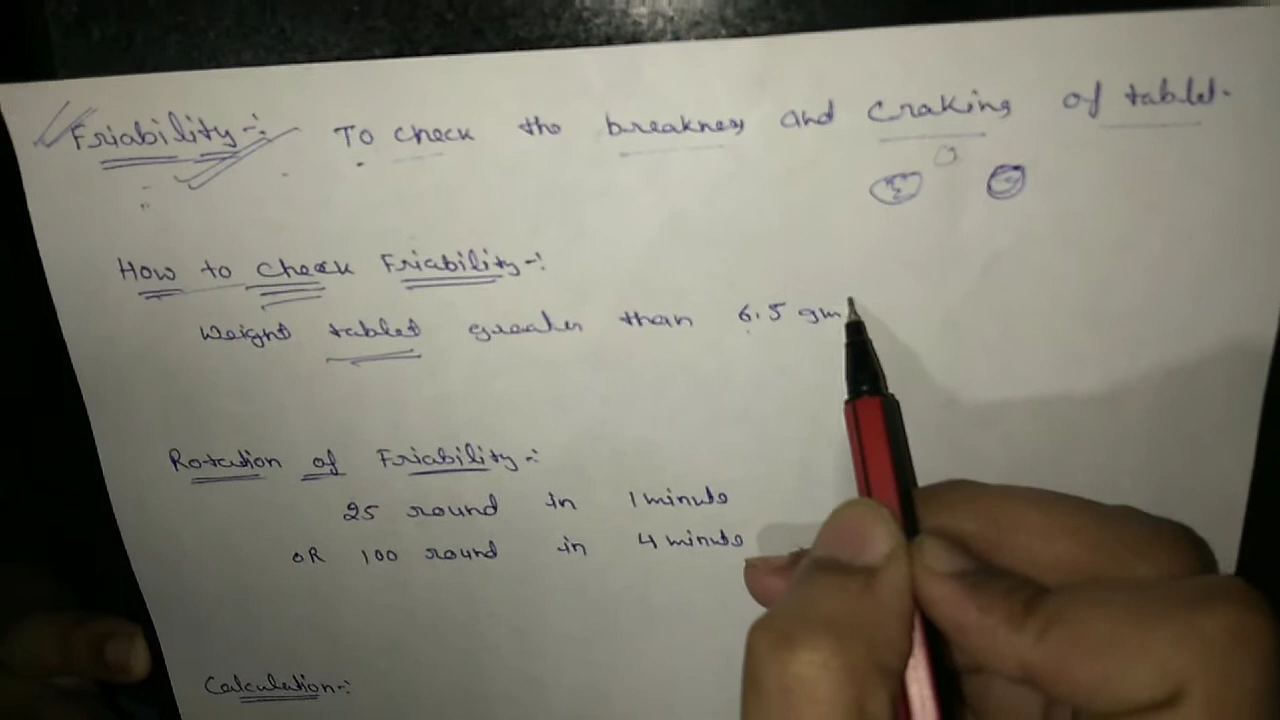 Friability:- To check the breakness and craking of tablet.
How to check Friability:-
Weight tablet greater than 6.5 gm
Rotation of Friability:-
25 round in 1 minute
OR 100 round in 4 minute
Calculation:-